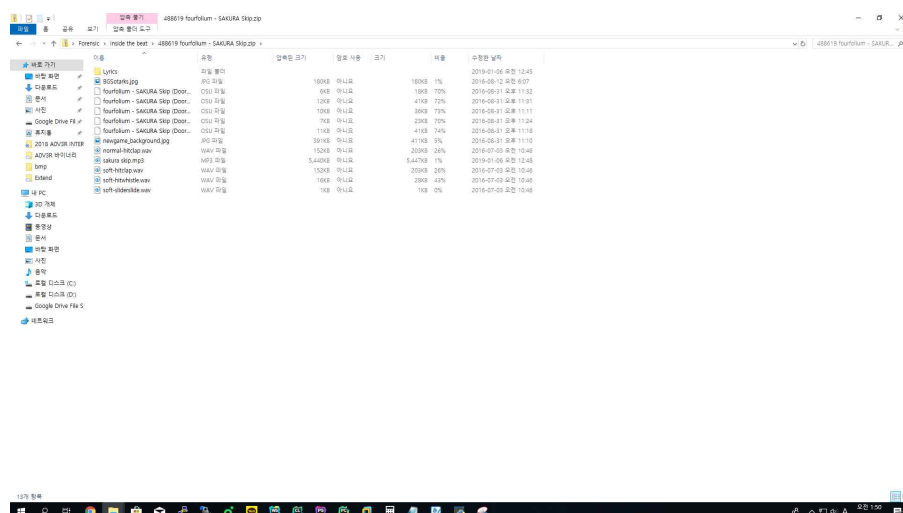 압축 풀기 488619 fourfolium - SAKURA Skip.zip
파일 홈 공유 보기 압축 폴더 도구
Forensic › inside the beat › 488619 fourfolium - SAKURA Skip.zip › 488619 fourfolium - SAKUR...
이름 유형 압축된 크기 암호 사용 크기 비율 수정한 날짜
Lyrics 파일 폴더 2019-01-06 오전 12:45
BGSotarks.jpg JPG 파일 160KB 아니요 160KB 1% 2016-08-12 오전 6:07
fourfolium - SAKURA Skip (Door... OSU 파일 6KB 아니요 18KB 70% 2016-08-31 오후 11:32
fourfolium - SAKURA Skip (Door... OSU 파일 12KB 아니요 41KB 72% 2016-08-31 오후 11:31
fourfolium - SAKURA Skip (Door... OSU 파일 10KB 아니요 36KB 73% 2016-08-31 오후 11:11
fourfolium - SAKURA Skip (Door... OSU 파일 7KB 아니요 23KB 70% 2016-08-31 오후 11:24
fourfolium - SAKURA Skip (Door... OSU 파일 11KB 아니요 41KB 74% 2016-08-31 오후 11:18
newgame_background.jpg JPG 파일 391KB 아니요 411KB 5% 2016-08-31 오후 11:10
normal-hitclap.wav WAV 파일 152KB 아니요 203KB 26% 2016-07-03 오전 10:46
sakura skip.mp3 MP3 파일 5,440KB 아니요 5,447KB 1% 2019-01-06 오전 12:48
soft-hitclap.wav WAV 파일 152KB 아니요 203KB 26% 2016-07-03 오전 10:46
soft-hitwhistle.wav WAV 파일 16KB 아니요 28KB 43% 2016-07-03 오전 10:46
soft-sliderslide.wav WAV 파일 1KB 아니요 1KB 0% 2016-07-03 오전 10:46
바로 가기
바탕 화면
다운로드
문서
사진
Google Drive Fil
휴지통
2018 ADV3R INTER
ADV3R 바이너리
bmp
Extend
내 PC
3D 개체
다운로드
동영상
문서
바탕 화면
사진
음악
로컬 디스크 (C:)
로컬 디스크 (D:)
Google Drive File S
네트워크
13개 항목
A 오전 1:50